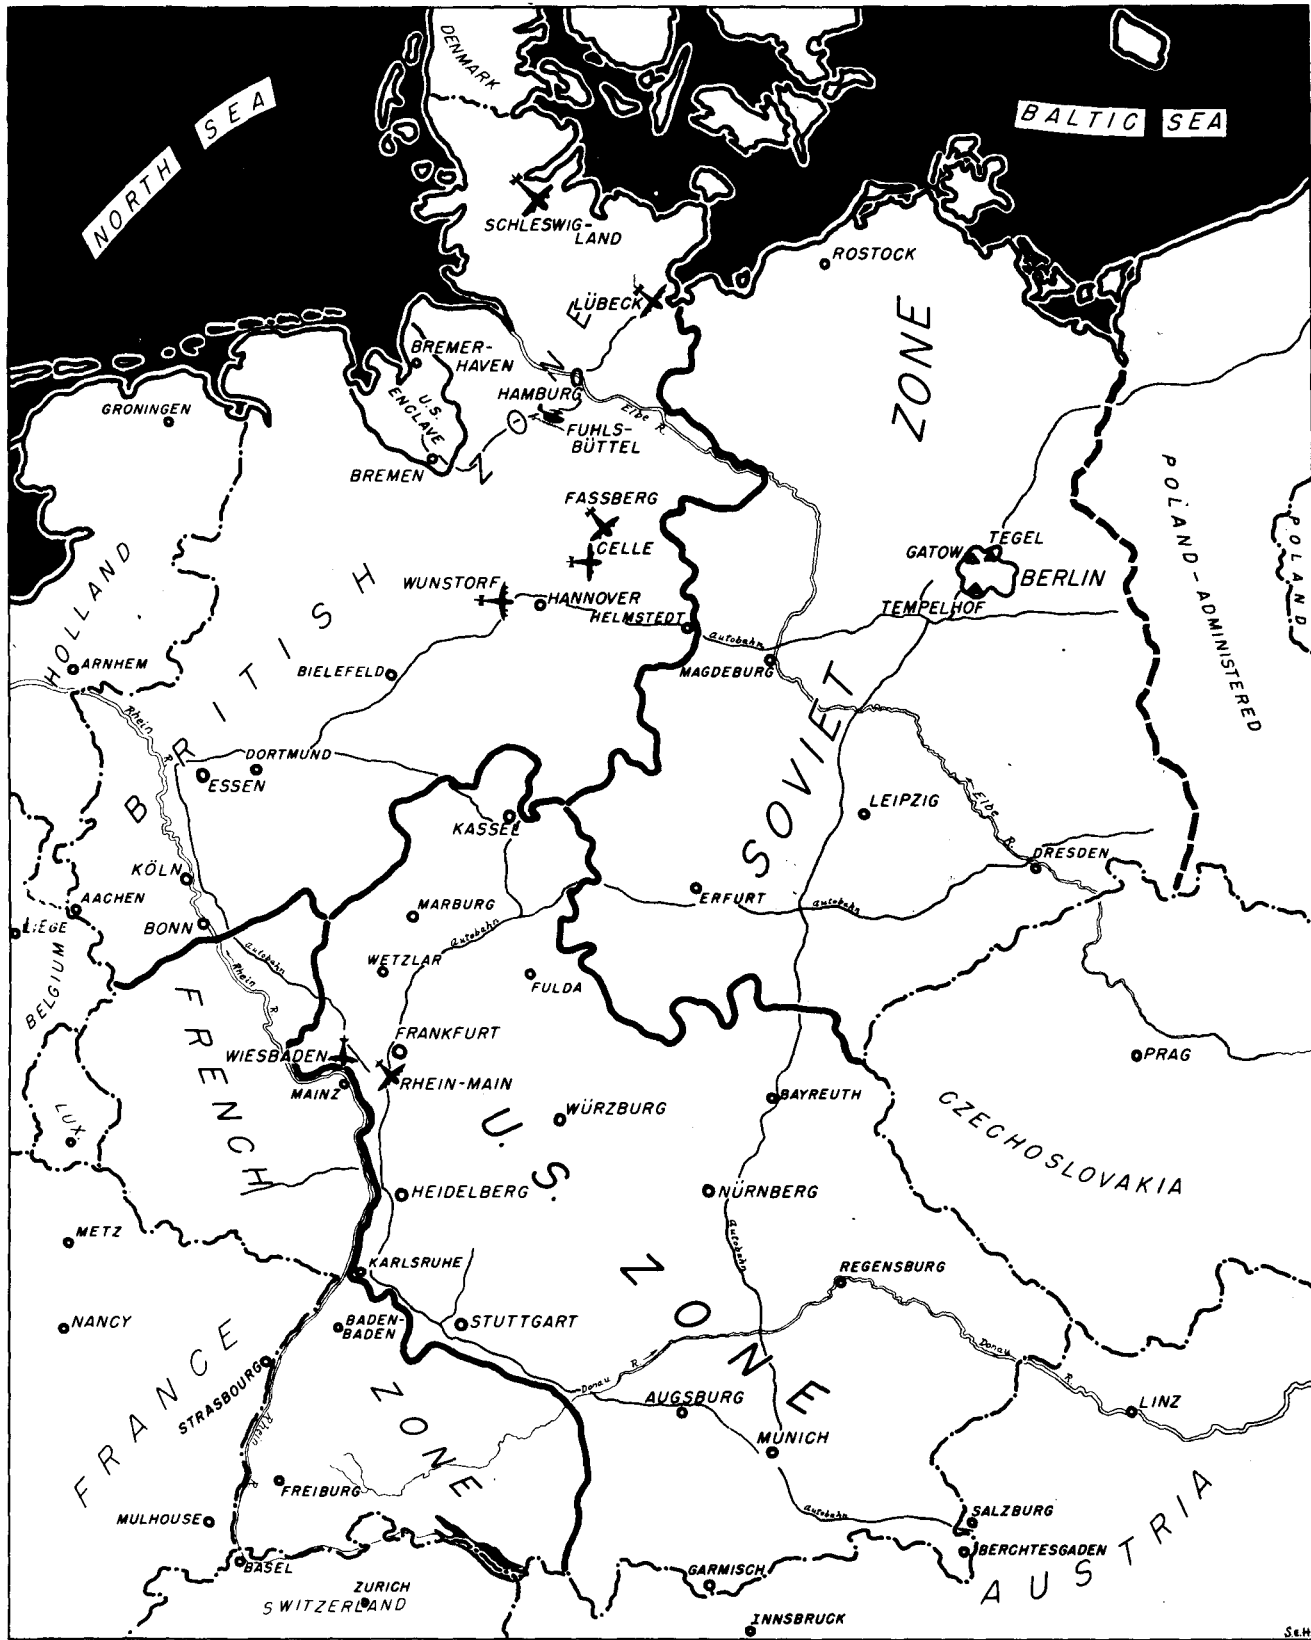 DENMARK
NORTH SEA
BALTIC SEA
SCHLESWIG-
LAND
ROSTOCK
LÜBECK
BREMER-
HAVEN
U.S.
ENCLAVE
HAMBURG
Elbe R.
GRONINGEN
FUHLS-
BÜTTEL
BREMEN
FASSBERG
CELLE
WUNSTORF
HANNOVER
HELMSTEDT
autobahn
MAGDEBURG
GATOW
TEGEL
BERLIN
TEMPELHOF
POLAND-ADMINISTERED
POLAND
HOLLAND
ARNHEM
BIELEFELD
Rhein R.
BRITISH ZONE
SOVIET ZONE
DORTMUND
ESSEN
KASSEL
LEIPZIG
Elbe R.
DRESDEN
KÖLN
AACHEN
LIEGE
BONN
MARBURG
ERFURT
autobahn
autobahn
autobahn
BELGIUM
Rhein R.
WETZLAR
FULDA
FRENCH ZONE
FRANKFURT
WIESBADEN
RHEIN-MAIN
MAINZ
PRAG
LUX.
WÜRZBURG
BAYREUTH
CZECHOSLOVAKIA
U.S. ZONE
HEIDELBERG
NÜRNBERG
METZ
autobahn
KARLSRUHE
REGENSBURG
NANCY
BADEN-
BADEN
STUTTGART
FRANCE
STRASBOURG
Donau R.
Donau R.
AUGSBURG
LINZ
Rhein R.
MUNICH
FREIBURG
MULHOUSE
autobahn
SALZBURG
BERCHTESGADEN
AUSTRIA
BASEL
ZURICH
SWITZERLAND
GARMISCH
INNSBRUCK
S.E.H